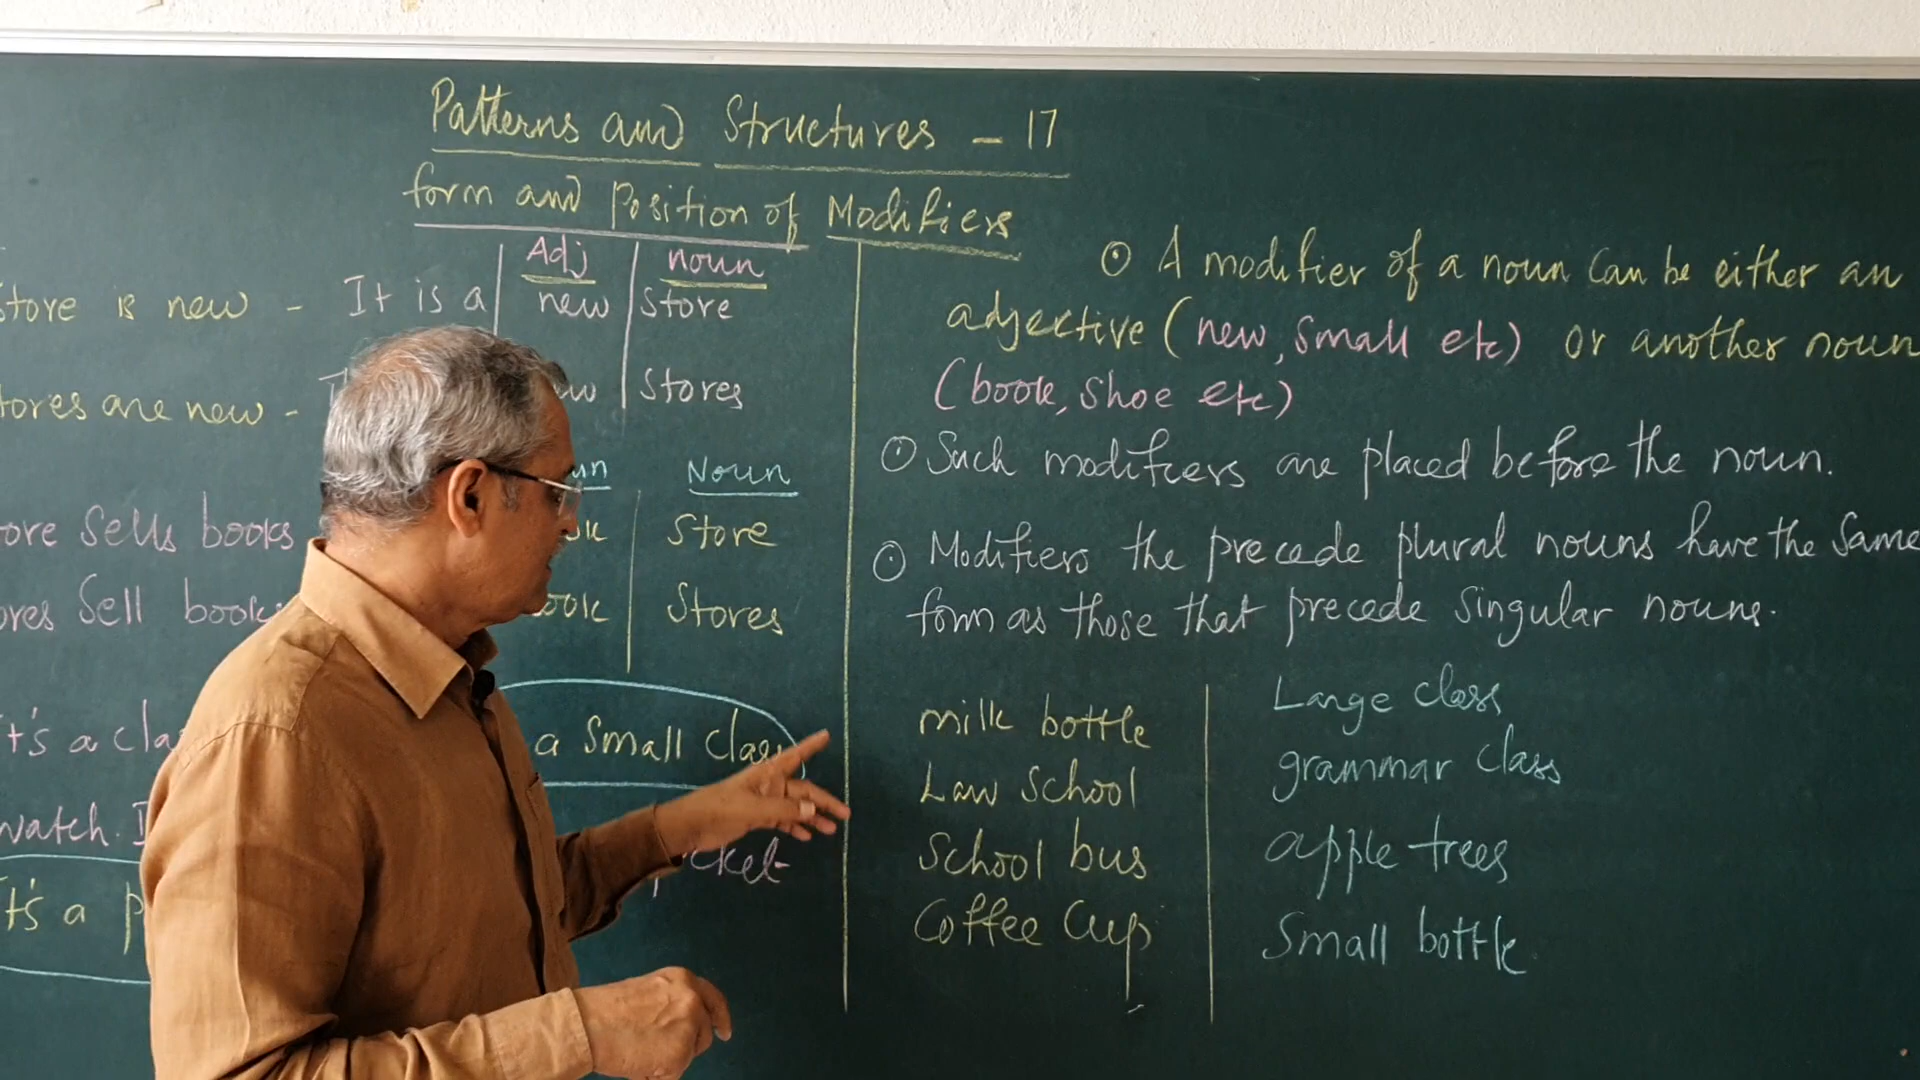 Patterns and Structures - 17
form and Position of Modifiers
Adj noun
Store is new - It is a new store
are new - stores
Noun
sells books Store
Sell book Stores
it's a a small class
watch.
it's a
⊙ A modifier of a noun can be either an
adjective (new, small etc) or another noun
(book, shoe etc)
⊙ Such modifiers are placed before the noun.
⊙ Modifiers the precede plural nouns have the same
form as those that precede singular nouns.
milk bottle
Law School
School bus
Coffee Cup
Large class
grammar class
apple trees
Small bottle